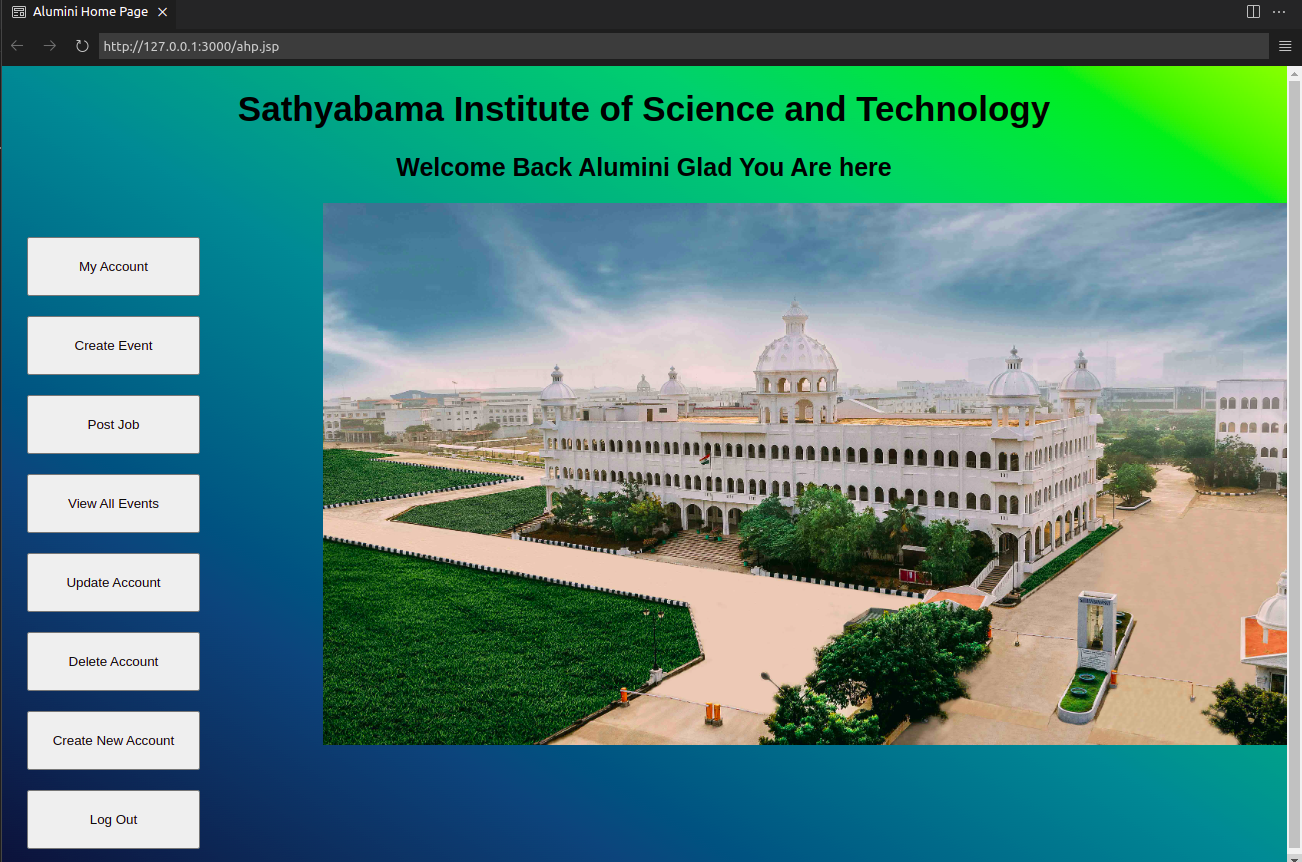 Alumini Home Page
http://127.0.0.1:3000/ahp.jsp
Sathyabama Institute of Science and Technology
Welcome Back Alumini Glad You Are here
My Account
Create Event
Post Job
View All Events
Update Account
Delete Account
Create New Account
Log Out